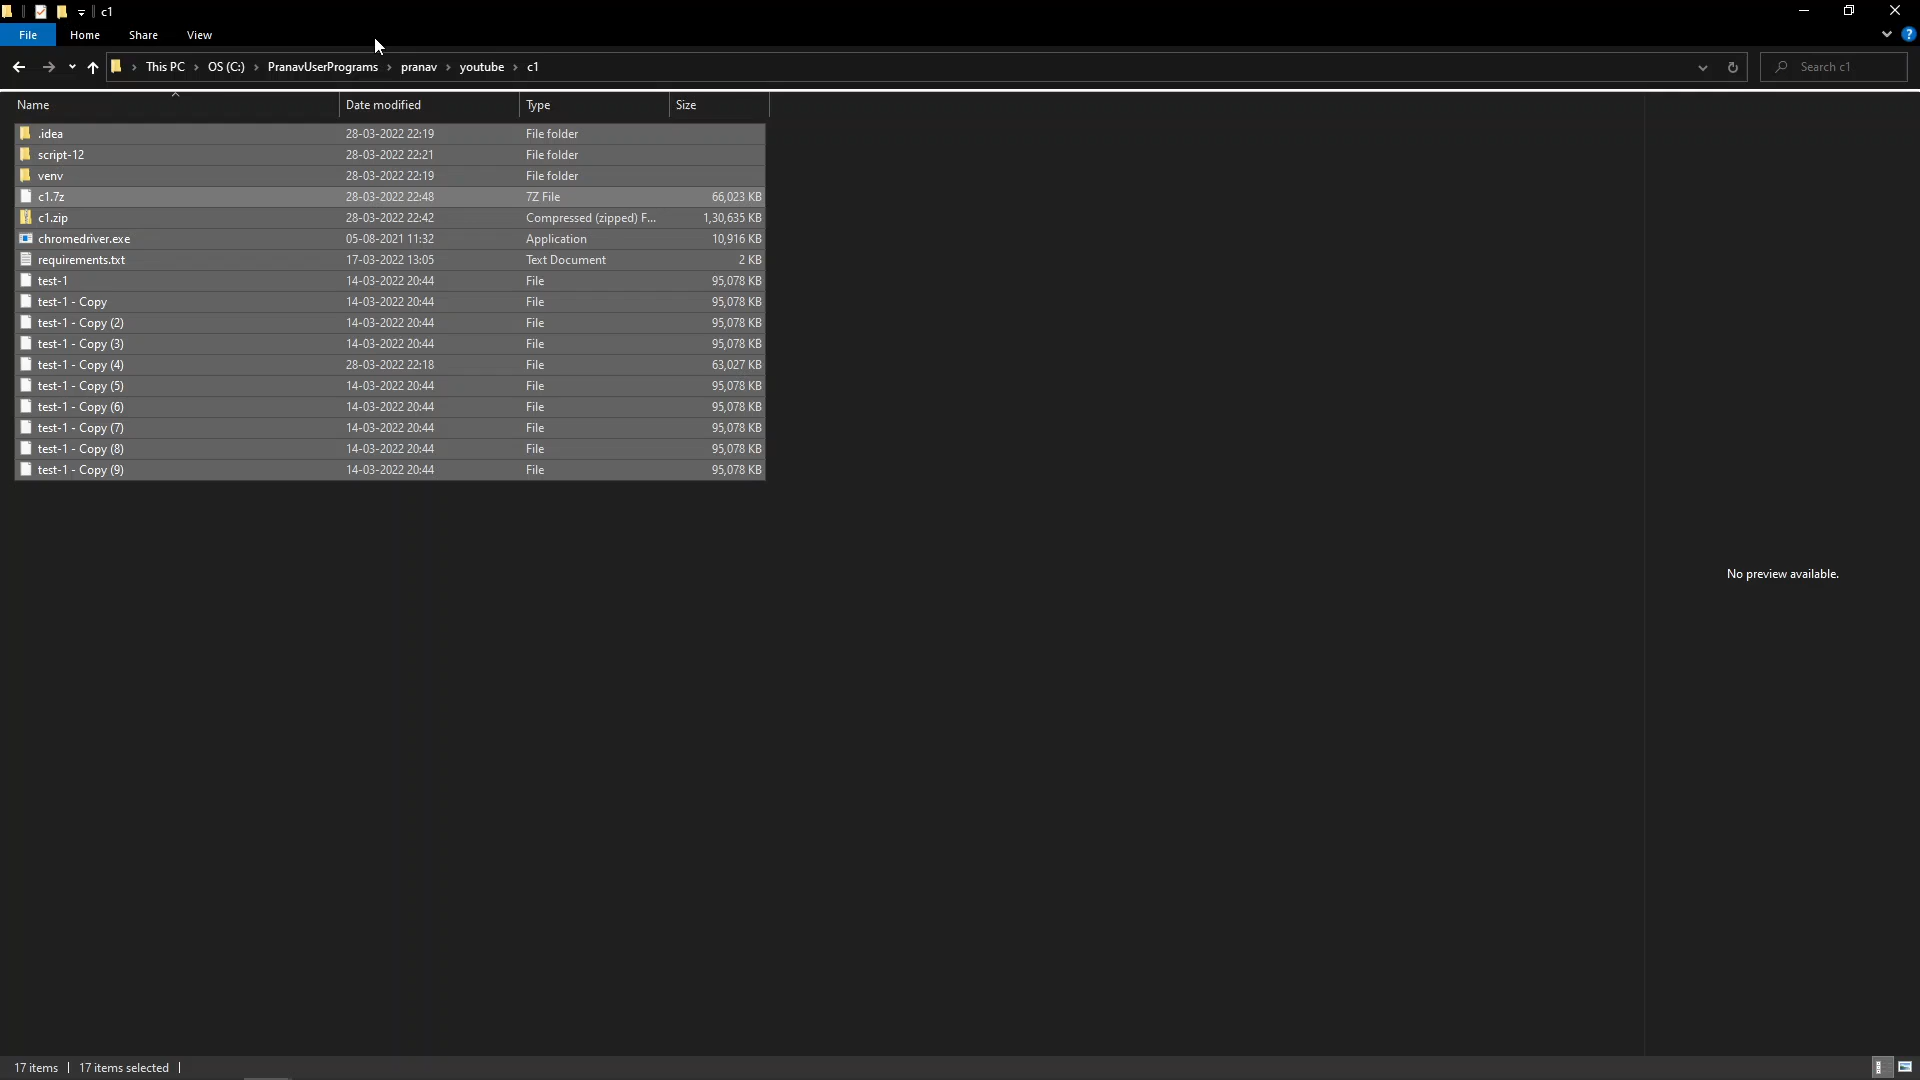 c1
File Home Share View
This PC > OS (C:) > PranavUserPrograms > pranav > youtube > c1 Search c1
Name Date modified Type Size
.idea 28-03-2022 22:19 File folder
script-12 28-03-2022 22:21 File folder
venv 28-03-2022 22:19 File folder
c1.7z 28-03-2022 22:48 7Z File 66,023 KB
c1.zip 28-03-2022 22:42 Compressed (zipped) F... 1,30,635 KB
chromedriver.exe 05-08-2021 11:32 Application 10,916 KB
requirements.txt 17-03-2022 13:05 Text Document 2 KB
test-1 14-03-2022 20:44 File 95,078 KB
test-1 - Copy 14-03-2022 20:44 File 95,078 KB
test-1 - Copy (2) 14-03-2022 20:44 File 95,078 KB
test-1 - Copy (3) 14-03-2022 20:44 File 95,078 KB
test-1 - Copy (4) 28-03-2022 22:18 File 63,027 KB
test-1 - Copy (5) 14-03-2022 20:44 File 95,078 KB
test-1 - Copy (6) 14-03-2022 20:44 File 95,078 KB
test-1 - Copy (7) 14-03-2022 20:44 File 95,078 KB
test-1 - Copy (8) 14-03-2022 20:44 File 95,078 KB
test-1 - Copy (9) 14-03-2022 20:44 File 95,078 KB
No preview available.
17 items 17 items selected